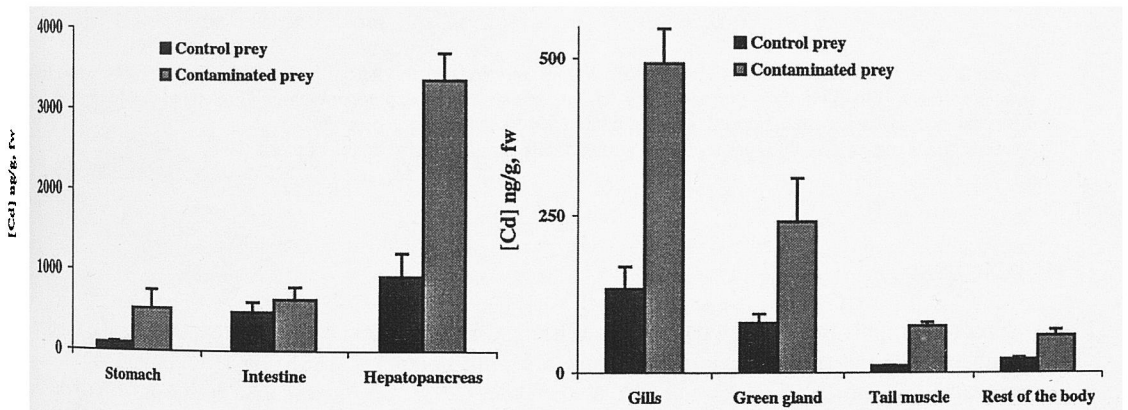 4000
3000
2000
1000
0
[Cd] ng/g, fw
Control prey
Contaminated prey
Stomach
Intestine
Hepatopancreas
500
250
0
[Cd] ng/g, fw
Control prey
Contaminated prey
Gills
Green gland
Tail muscle
Rest of the body